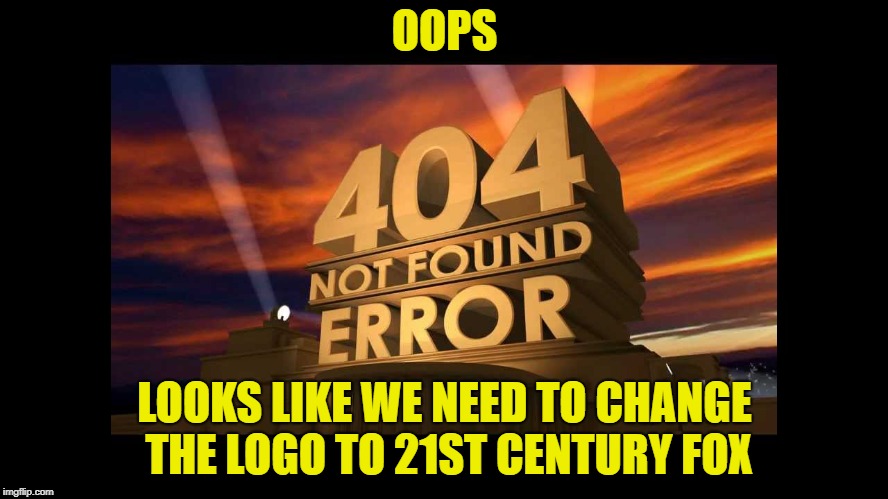 OOPS
404
NOT FOUND
ERROR
LOOKS LIKE WE NEED TO CHANGE
THE LOGO TO 21ST CENTURY FOX
imgflip.com